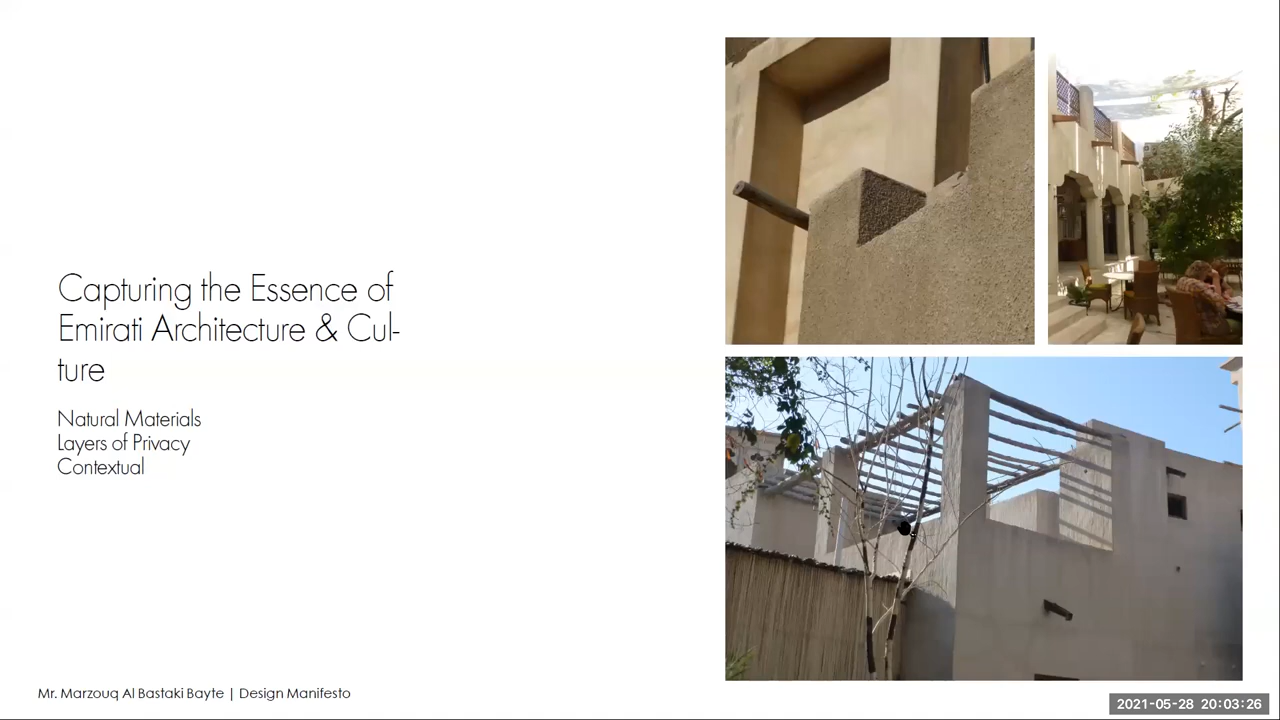 Capturing the Essence of
Emirati Architecture & Cul-
ture
Natural Materials
Layers of Privacy
Contextual
Mr. Marzouq Al Bastaki Bayte | Design Manifesto
2021-05-28 20:03:26